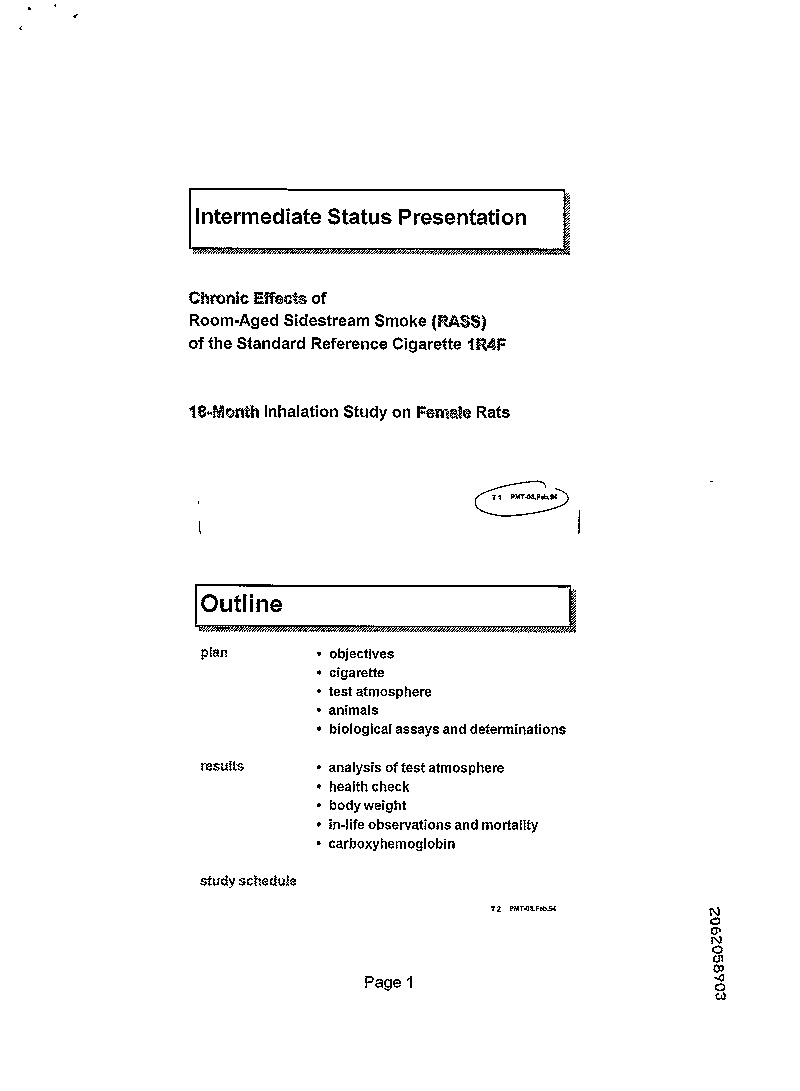 Intermediate Status Presentation
Chronic Effects of
Room-Aged Sidestream Smoke (RASS)
of the Standard Reference Cigarette 1R4F
18-Month Inhalation Study on Female Rats
T 1 PMT-08.Feb.94
Outline
plan
• objectives
• cigarette
• test atmosphere
• animals
• biological assays and determinations
results
• analysis of test atmosphere
• health check
• body weight
• in-life observations and mortality
• carboxyhemoglobin
study schedule
T 2 PMT-08.Feb.94
Page 1
2062058903